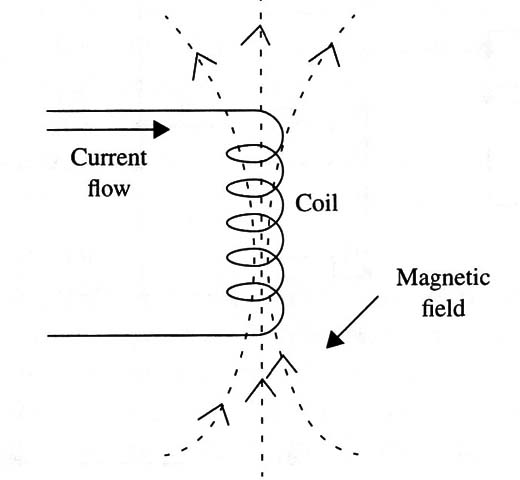 Current
flow
Coil
Magnetic
field